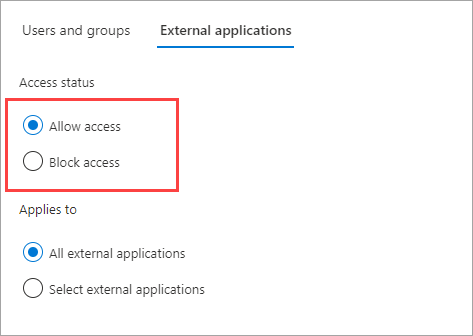 Users and groups External applications
Access status
Allow access
Block access
Applies to
All external applications
Select external applications